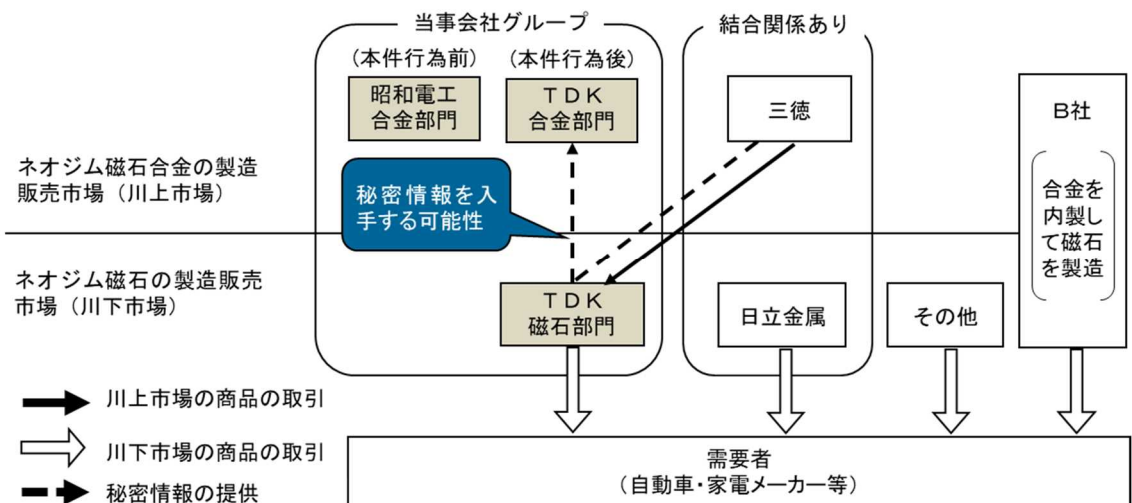 当事会社グループ
結合関係あり
(本件行為前)
(本件行為後)
昭和電工
合金部門
TDK
合金部門
三徳
B社
ネオジム磁石合金の製造
販売市場(川上市場)
秘密情報を入
手する可能性
合金を
内製し
て磁石
を製造
ネオジム磁石の製造販売
市場(川下市場)
TDK
磁石部門
日立金属
その他
川上市場の商品の取引
川下市場の商品の取引
秘密情報の提供
需要者
(自動車・家電メーカー等)